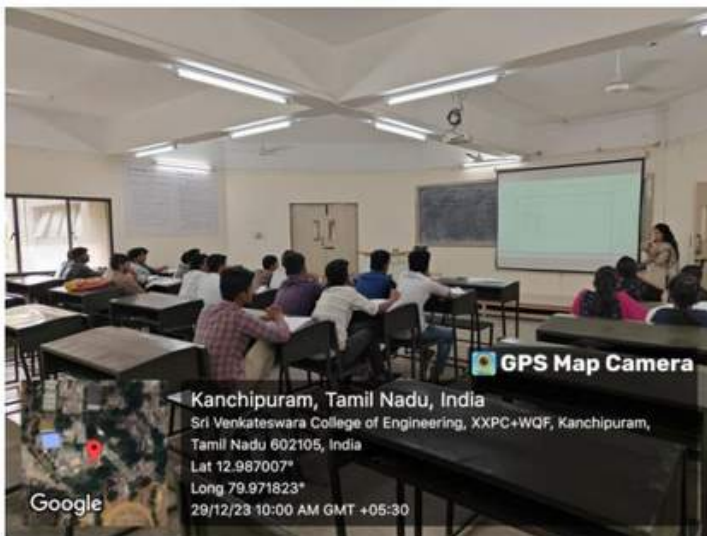 GPS Map Camera
Kanchipuram, Tamil Nadu, India
Sri Venkateswara College of Engineering, XXPC+WQF, Kanchipuram,
Tamil Nadu 602105, India
Lat 12.987007°
Long 79.971823°
29/12/23 10:00 AM GMT +05:30
Google